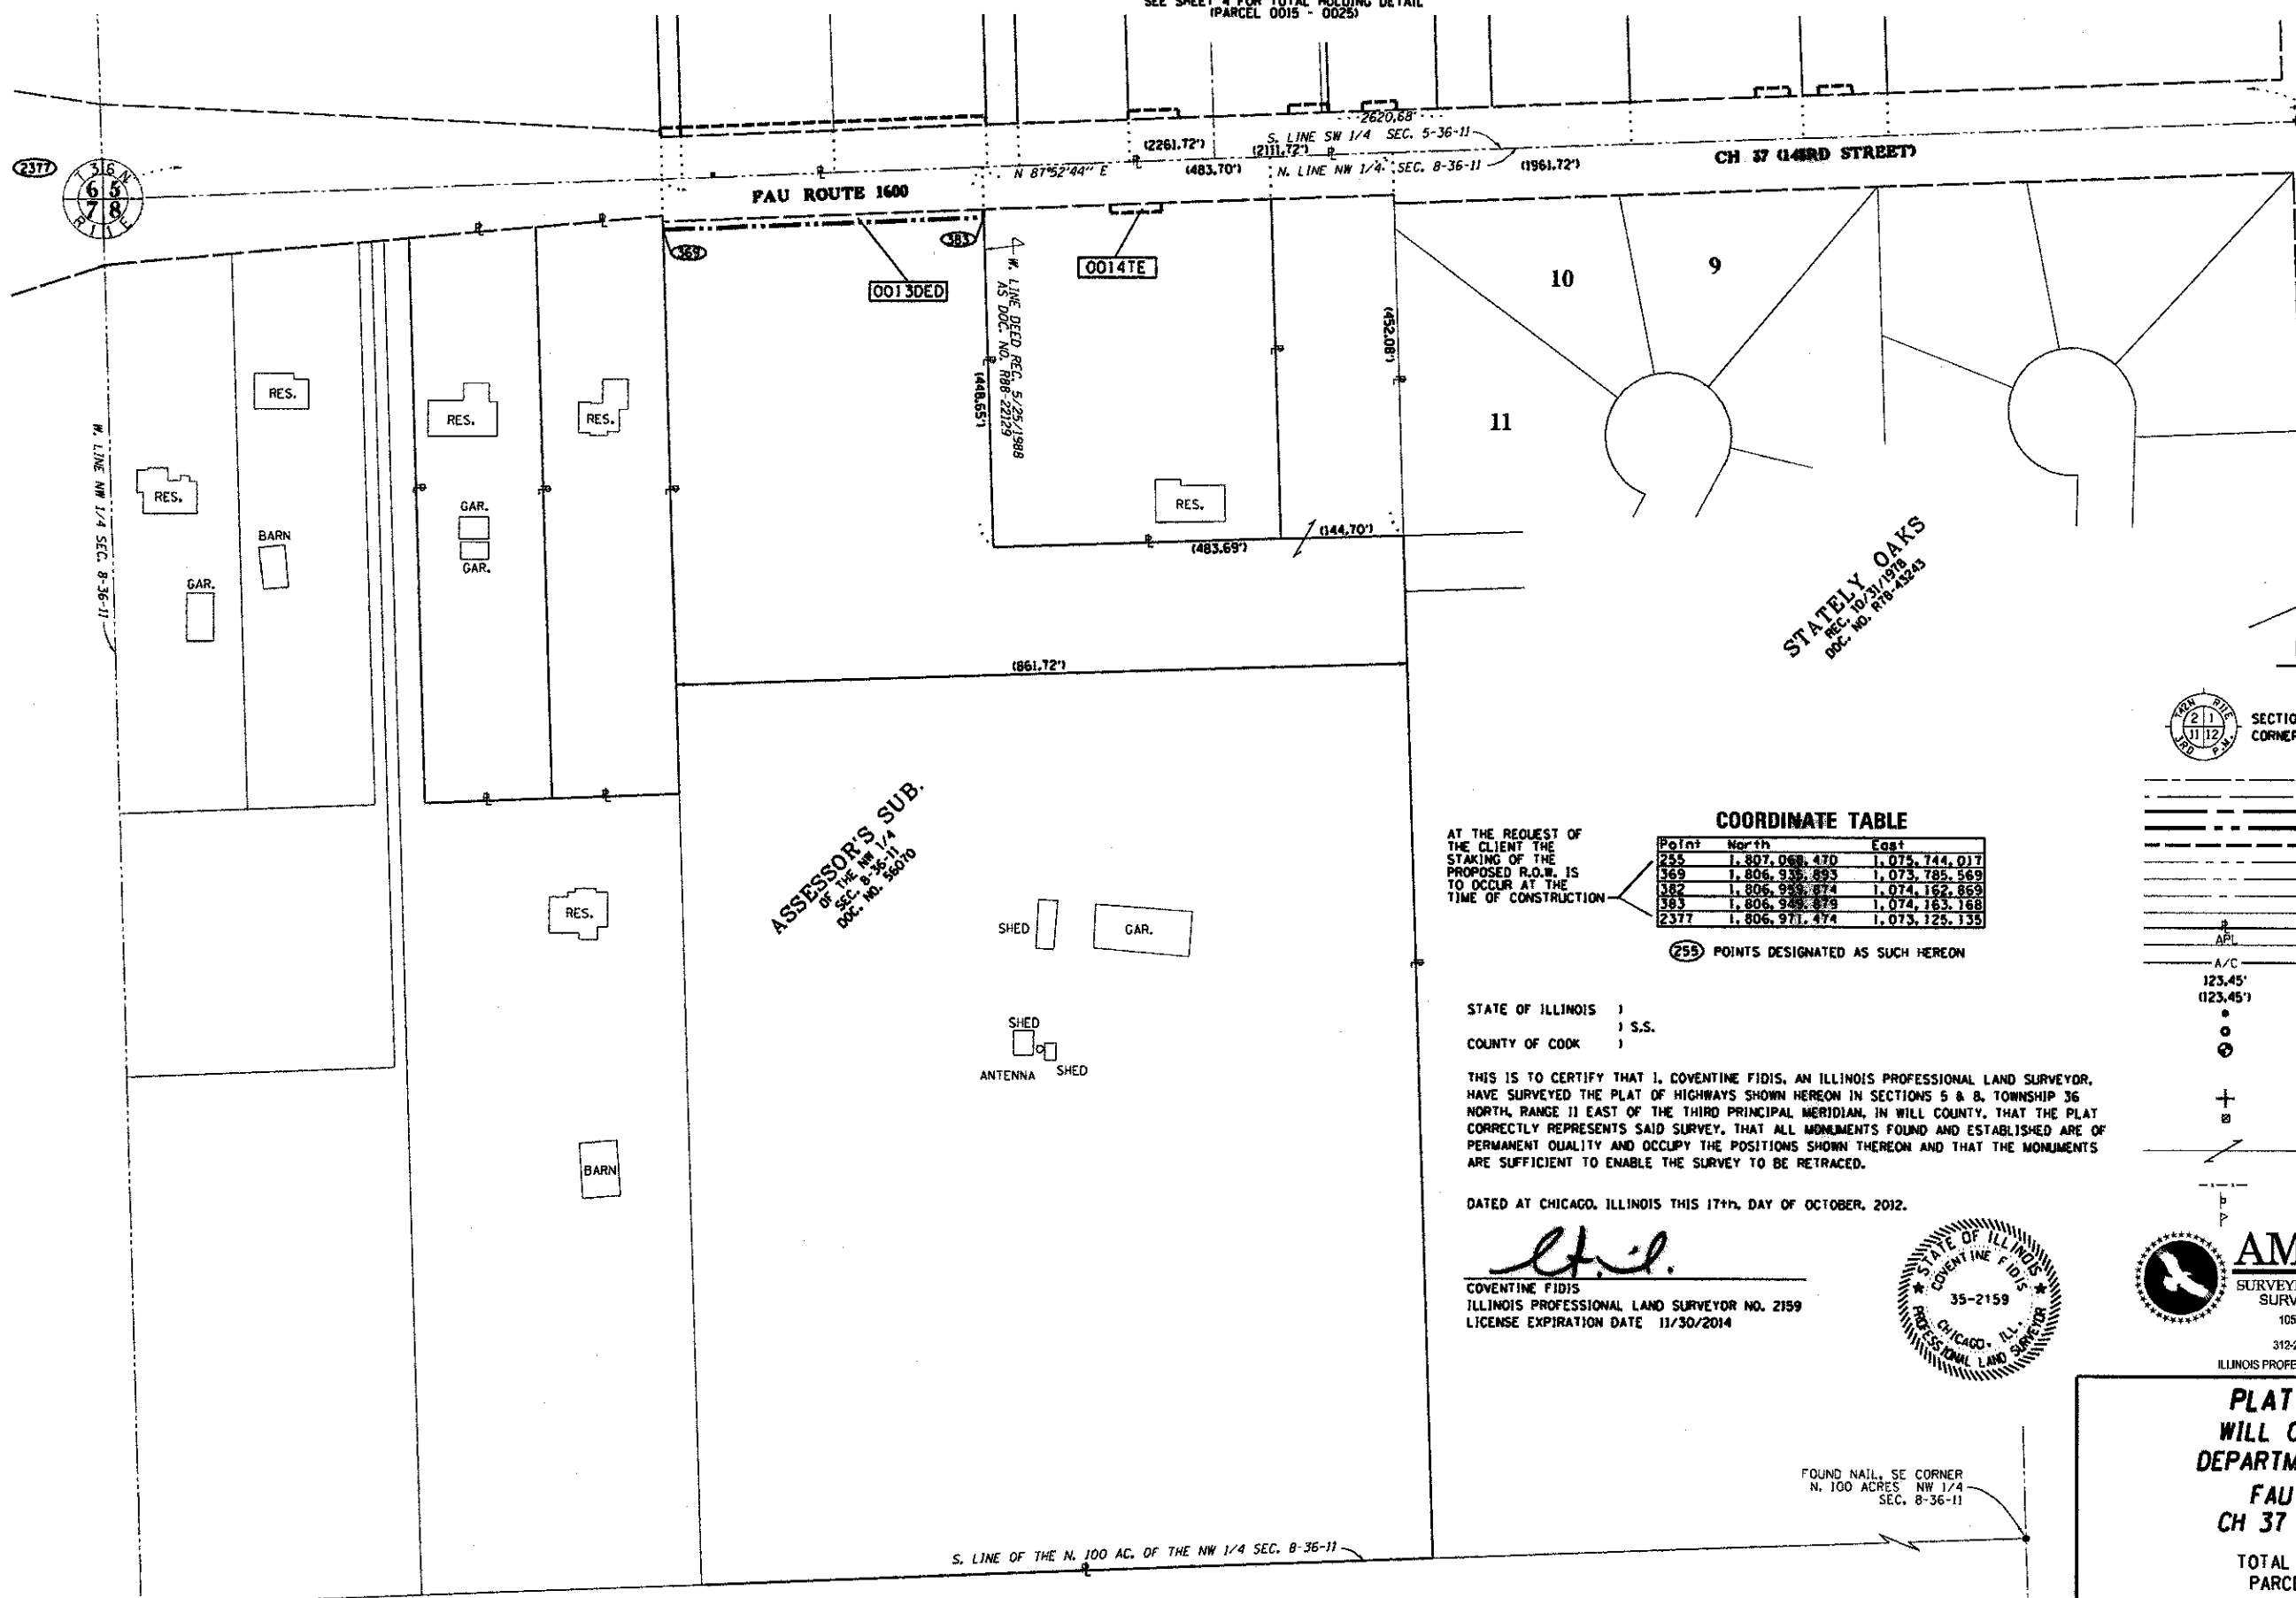 SEE SHEET 4 FOR TOTAL HOLDING DETAIL
(PARCEL 0015 - 0025)
2620.68'
S. LINE SW 1/4 SEC. 5-36-11
(2261.72')
(2111.72')
N 87°52'44" E
(483.70')
N. LINE NW 1/4 SEC. 8-36-11
(1961.72')
CH 37 (143RD STREET)
2377
T 36 N
6 5
7 8
R 11 E
FAU ROUTE 1600
369
383
0013DED
0014TE
W. LINE DEED REC. 5/25/1988
AS DOC. NO. R88-22129
(448.65')
(452.08')
10
9
11
RES.
RES.
RES.
RES.
RES.
W. LINE NW 1/4 SEC. 8-36-11
GAR.
BARN
GAR.
GAR.
(483.69')
(144.70')
STATELY OAKS
REC. 10/31/1978
DOC. NO. R78-43243
(861.72')
T42N R11E
2 1
11 12
3RD P.M.
SECTIO
CORNER
ASSESSOR'S SUB.
OF THE NW 1/4
SEC. 8-36-11
DOC. NO. 56070
AT THE REQUEST OF
THE CLIENT THE
STAKING OF THE
PROPOSED R.O.W. IS
TO OCCUR AT THE
TIME OF CONSTRUCTION
COORDINATE TABLE
Point North East
255 1,807,068.470 1,075,744.017
369 1,806,935.893 1,073,785.569
382 1,806,959.874 1,074,162.869
383 1,806,949.879 1,074,163.168
2377 1,806,971.474 1,073,125.135
255 POINTS DESIGNATED AS SUCH HEREON
RES.
SHED
GAR.
SHED
ANTENNA
SHED
BARN
APL
A/C
123.45'
(123.45')
STATE OF ILLINOIS )
) S.S.
COUNTY OF COOK )
THIS IS TO CERTIFY THAT I, COVENTINE FIDIS, AN ILLINOIS PROFESSIONAL LAND SURVEYOR,
HAVE SURVEYED THE PLAT OF HIGHWAYS SHOWN HEREON IN SECTIONS 5 & 8, TOWNSHIP 36
NORTH, RANGE 11 EAST OF THE THIRD PRINCIPAL MERIDIAN, IN WILL COUNTY, THAT THE PLAT
CORRECTLY REPRESENTS SAID SURVEY, THAT ALL MONUMENTS FOUND AND ESTABLISHED ARE OF
PERMANENT QUALITY AND OCCUPY THE POSITIONS SHOWN THEREON AND THAT THE MONUMENTS
ARE SUFFICIENT TO ENABLE THE SURVEY TO BE RETRACED.
DATED AT CHICAGO, ILLINOIS THIS 17th, DAY OF OCTOBER, 2012.
COVENTINE FIDIS
ILLINOIS PROFESSIONAL LAND SURVEYOR NO. 2159
LICENSE EXPIRATION DATE 11/30/2014
STATE OF ILLINOIS
COVENTINE FIDIS
35-2159
CHICAGO, ILL.
PROFESSIONAL LAND SURVEYOR
AM
SURVEY
SURV
105
312-2
ILLINOIS PROFE
PLAT
WILL C
DEPARTM
FAU
CH 37
TOTAL
PARCE
FOUND NAIL, SE CORNER
N. 100 ACRES NW 1/4
SEC. 8-36-11
S. LINE OF THE N. 100 AC. OF THE NW 1/4 SEC. 8-36-11